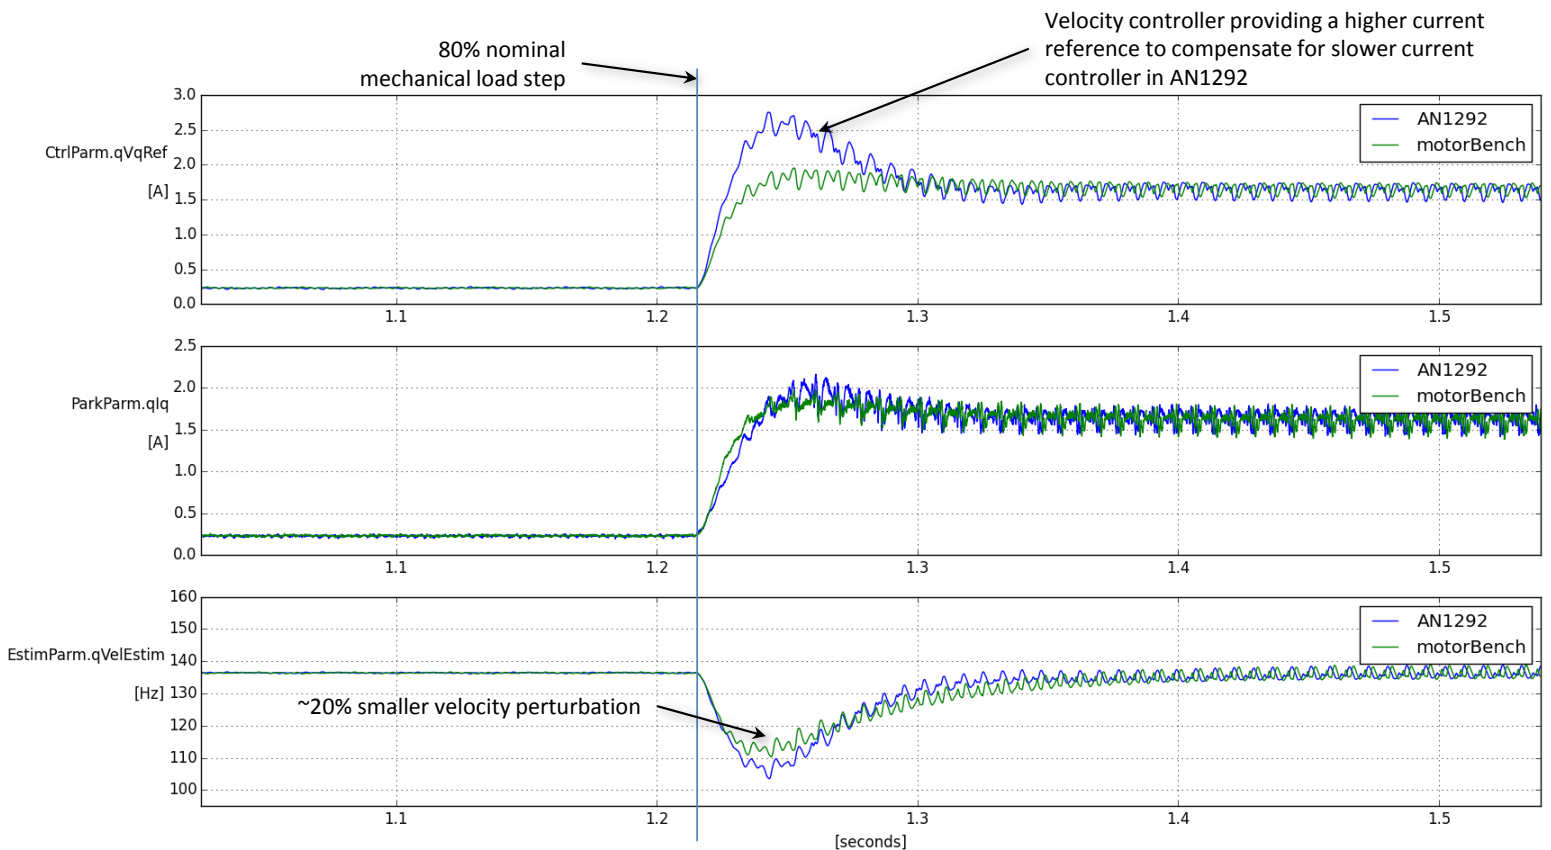 Velocity controller providing a higher current
reference to compensate for slower current
controller in AN1292
80% nominal
mechanical load step
3.0
2.5
2.0
1.5
1.0
0.5
0.0
CtrlParm.qVqRef
[A]
AN1292
motorBench
1.1
1.2
1.3
1.4
1.5
2.5
2.0
1.5
1.0
0.5
0.0
ParkParm.qIq
[A]
AN1292
motorBench
1.1
1.2
1.3
1.4
1.5
160
150
140
130
120
110
100
EstimParm.qVelEstim
[Hz]
AN1292
motorBench
~20% smaller velocity perturbation
1.1
1.2
1.3
1.4
1.5
[seconds]